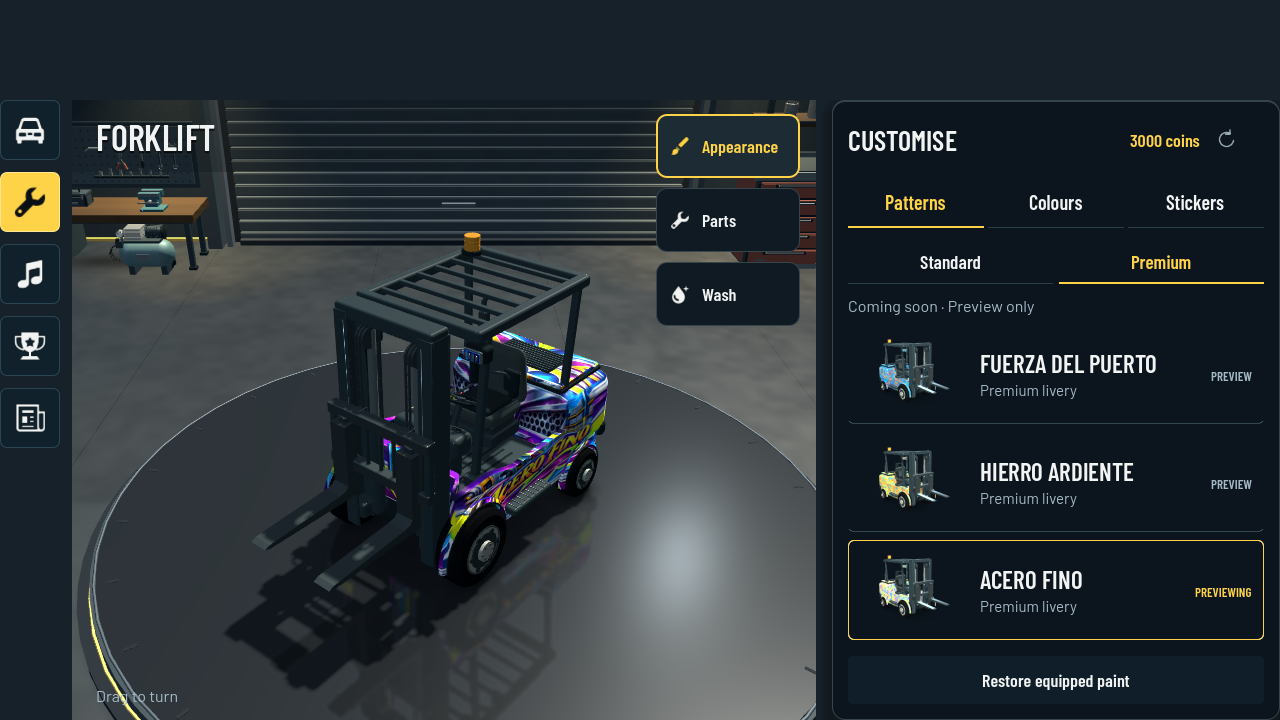 FORKLIFT
Appearance
Parts
Wash
ACERO FINO
Drag to turn
CUSTOMISE
3000 coins
Patterns
Colours
Stickers
Standard
Premium
Coming soon · Preview only
FUERZA DEL PUERTO
Premium livery
PREVIEW
HIERRO ARDIENTE
Premium livery
PREVIEW
ACERO FINO
Premium livery
PREVIEWING
Restore equipped paint